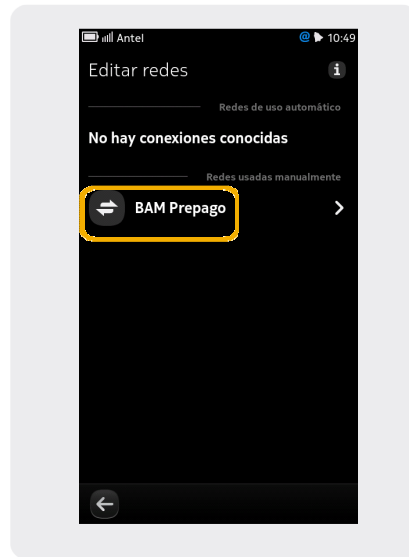 Antel @ 10:49
Editar redes i
Redes de uso automático
No hay conexiones conocidas
Redes usadas manualmente
BAM Prepago